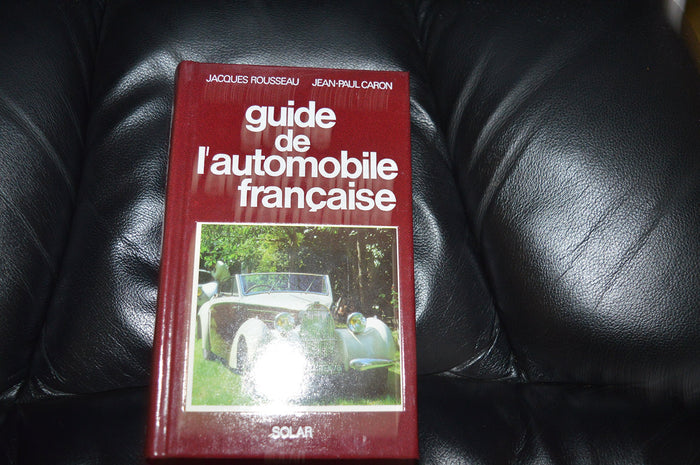 JACQUES ROUSSEAU JEAN-PAUL CARON
guide
de
l'automobile
française
SOLAR